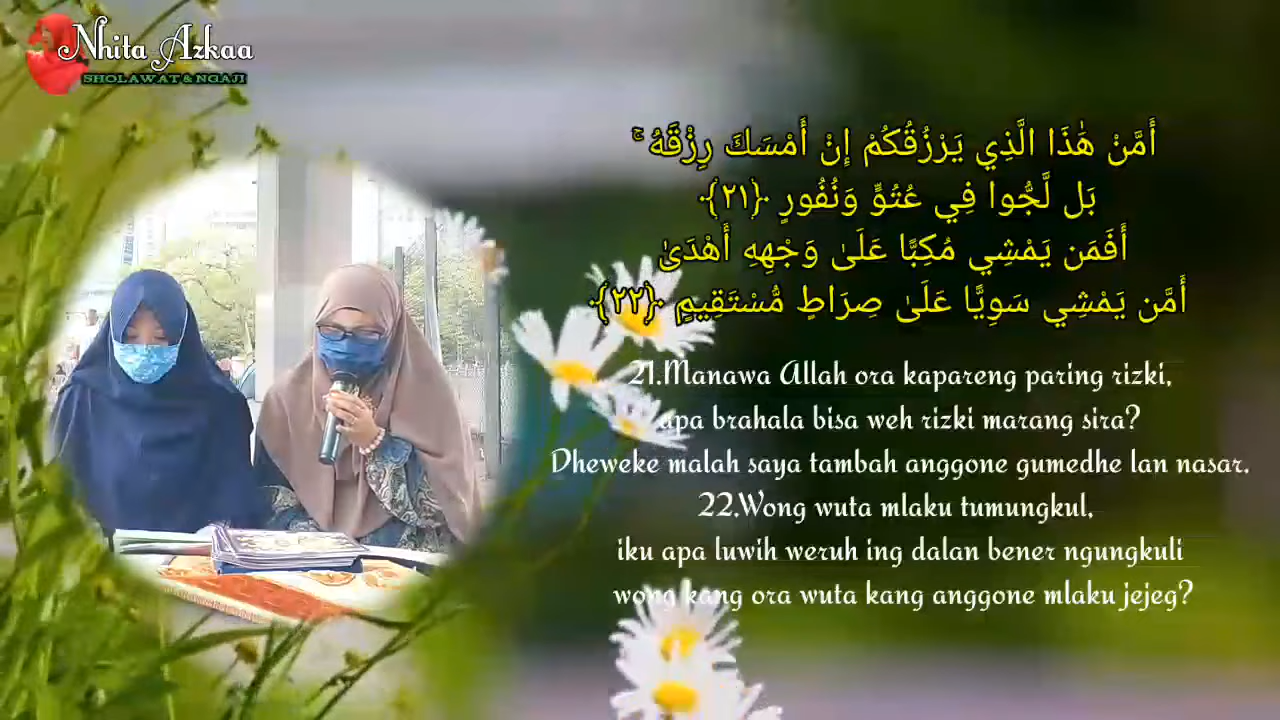 Nhita Azkaa
SHOLAWAT & NGAJI
أَمَّنْ هَٰذَا الَّذِي يَرْزُقُكُمْ إِنْ أَمْسَكَ رِزْقَهُ ۚ
بَل لَّجُّوا فِي عُتُوٍّ وَنُفُورٍ ﴿٢١﴾
أَفَمَن يَمْشِي مُكِبًّا عَلَىٰ وَجْهِهِ أَهْدَىٰ
أَمَّن يَمْشِي سَوِيًّا عَلَىٰ صِرَاطٍ مُّسْتَقِيمٍ ﴿٢٢﴾
21.Manawa Allah ora kapareng paring rizki,
apa brahala bisa weh rizki marang sira?
Dheweke malah saya tambah anggone gumedhe lan nasar.
22.Wong wuta mlaku tumungkul,
iku apa luwih weruh ing dalan bener ngungkuli
wong kang ora wuta kang anggone mlaku jejeg?